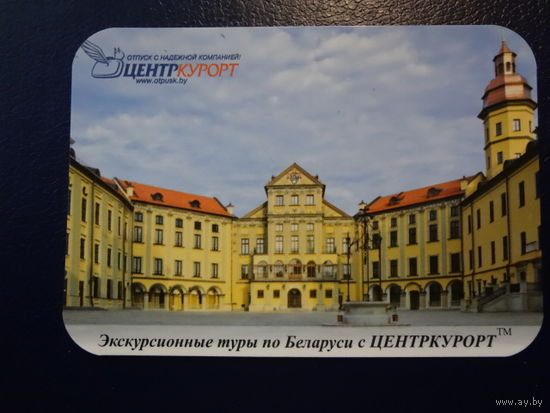 ОТПУСК С НАДЕЖНОЙ КОМПАНИЕЙ!
ЦЕНТРКУРОРТ
www.otpusk.by
Экскурсионные туры по Беларуси с ЦЕНТРКУРОРТ™
www.ay.by